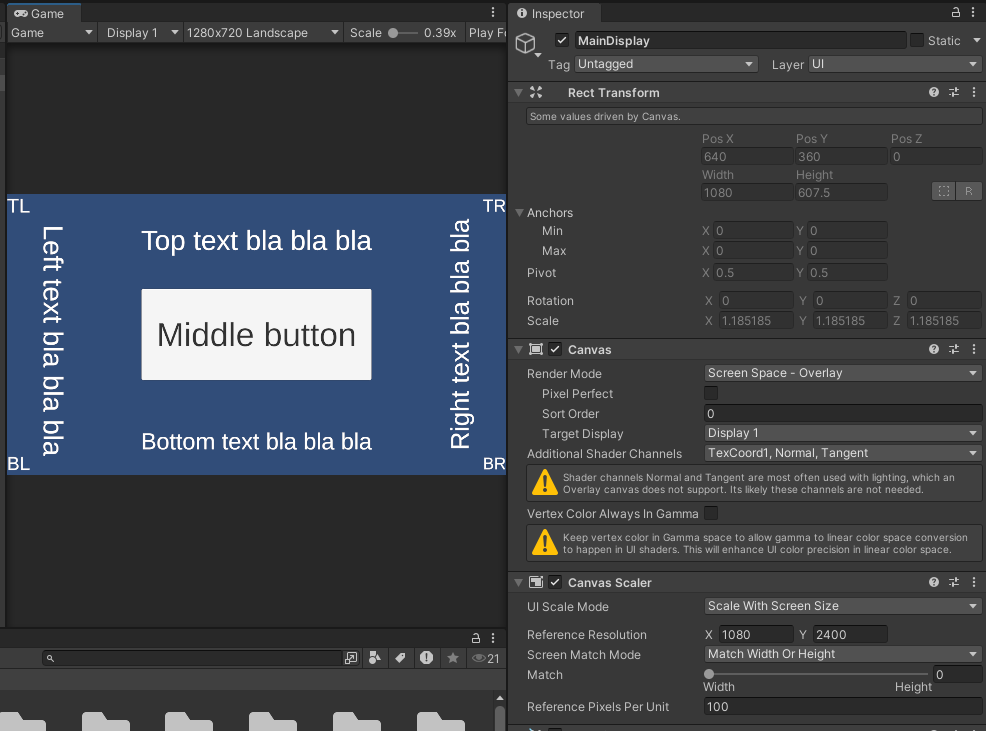 Game
Game
Display 1
1280x720 Landscape
Scale
0.39x
Play Fo
TL
TR
Left text bla bla bla
Top text bla bla bla
Right text bla bla bla
Middle button
Bottom text bla bla bla
BL
BR
21
Inspector
MainDisplay
Static
Tag Untagged
Layer UI
Rect Transform
Some values driven by Canvas.
Pos X Pos Y Pos Z
640 360 0
Width Height
1080 607.5
R
Anchors
Min X 0 Y 0
Max X 0 Y 0
Pivot X 0.5 Y 0.5
Rotation X 0 Y 0 Z 0
Scale X 1.185185 Y 1.185185 Z 1.185185
Canvas
Render Mode Screen Space - Overlay
Pixel Perfect
Sort Order 0
Target Display Display 1
Additional Shader Channels TexCoord1, Normal, Tangent
Shader channels Normal and Tangent are most often used with lighting, which an
Overlay canvas does not support. Its likely these channels are not needed.
Vertex Color Always In Gamma
Keep vertex color in Gamma space to allow gamma to linear color space conversion
to happen in UI shaders. This will enhance UI color precision in linear color space.
Canvas Scaler
UI Scale Mode Scale With Screen Size
Reference Resolution X 1080 Y 2400
Screen Match Mode Match Width Or Height
Match 0
Width Height
Reference Pixels Per Unit 100